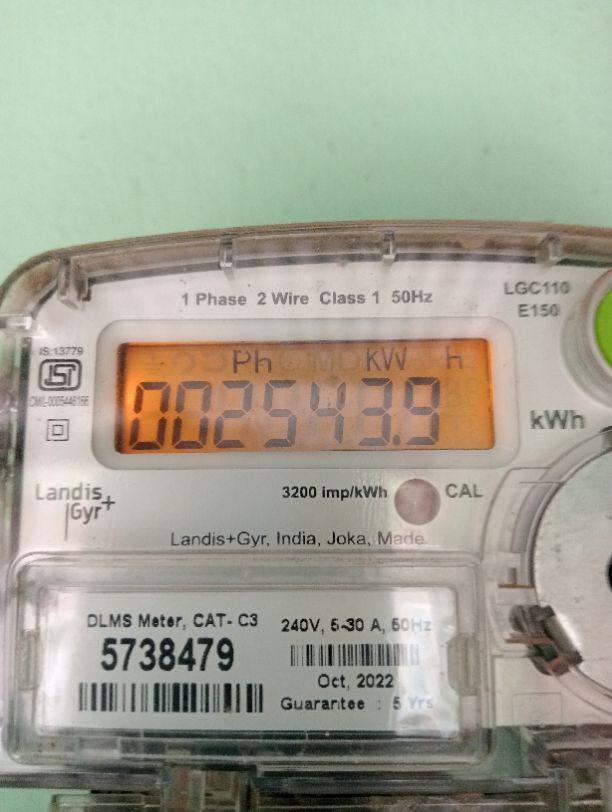 1 Phase 2 Wire Class 1 50Hz
LGC110
E150
IS:13779
Ph KW h
002543.9
kWh
Landis
Gyr+
3200 imp/kWh CAL
Landis+Gyr, India, Joka, Made
DLMS Meter, CAT- C3
5738479
240V, 5-30 A, 50Hz
Oct, 2022
Guarantee : 5 Yrs